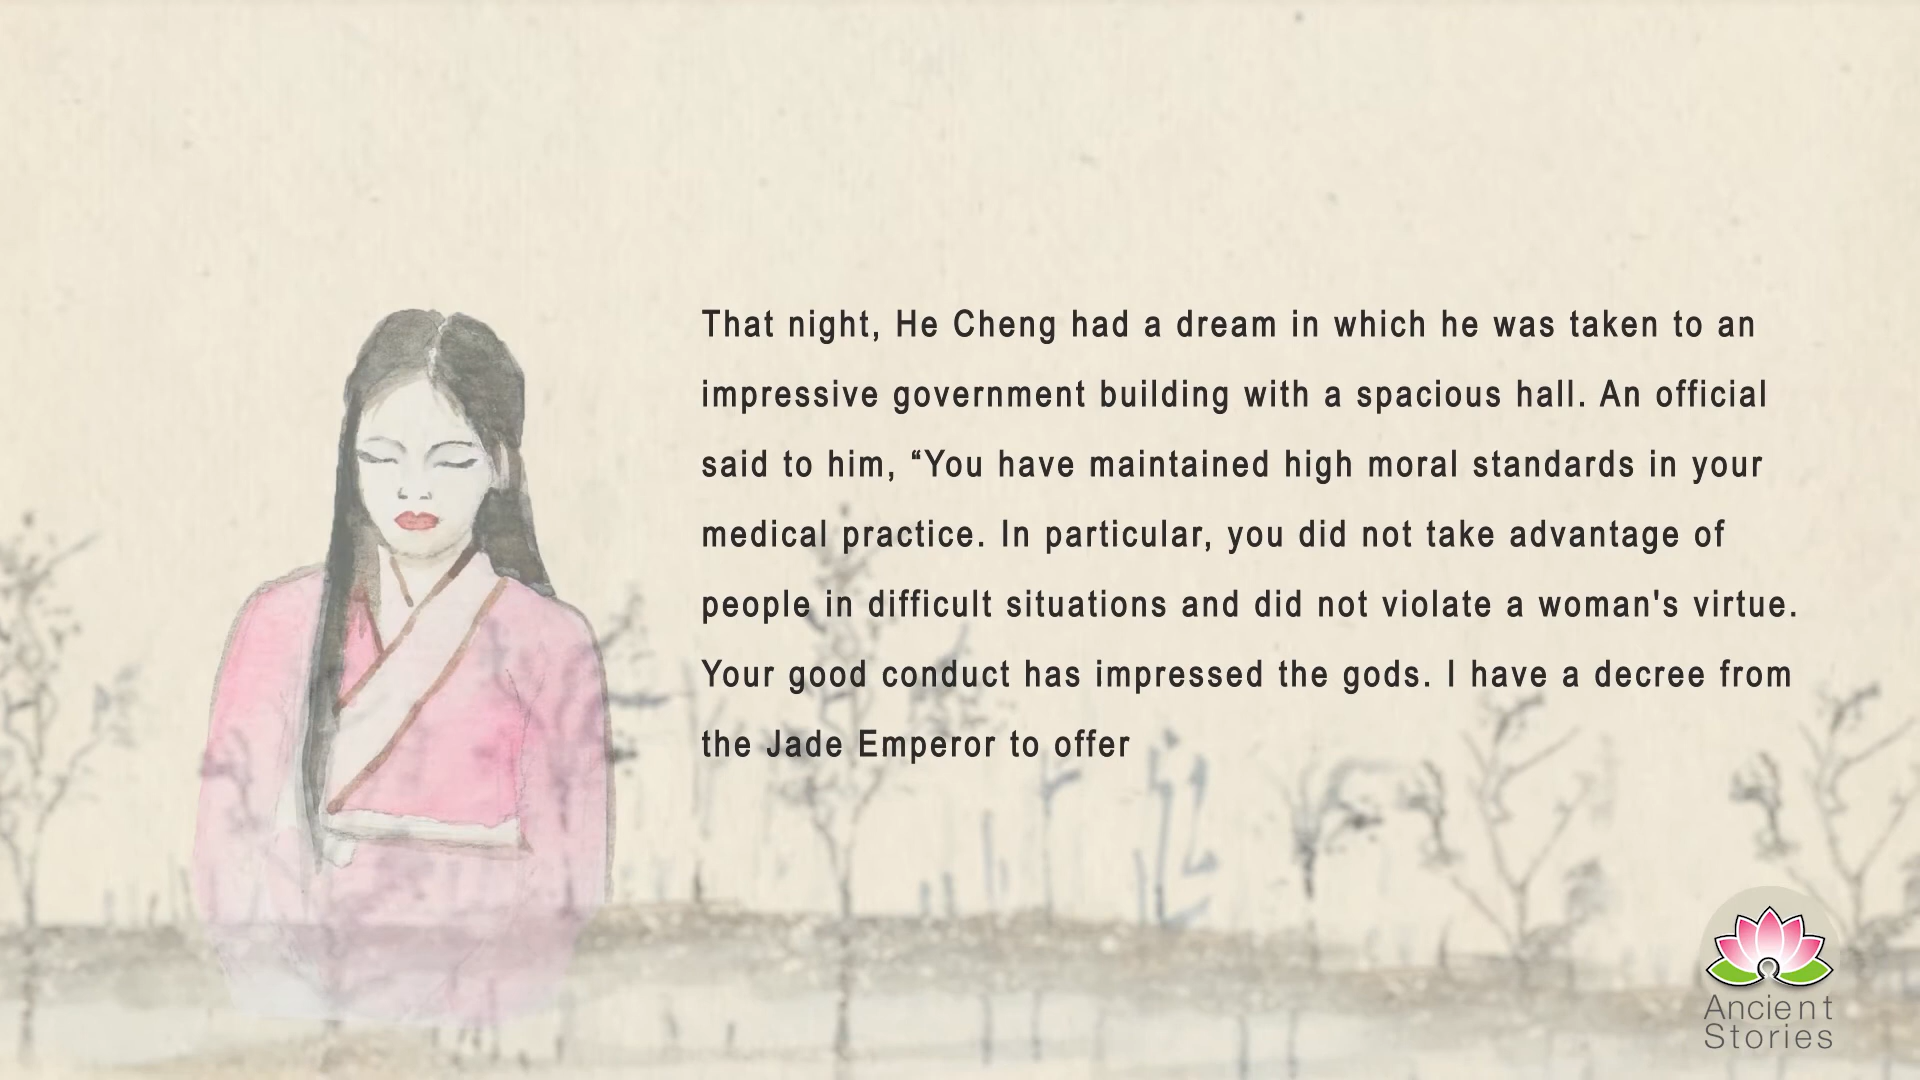 That night, He Cheng had a dream in which he was taken to an
impressive government building with a spacious hall. An official
said to him, “You have maintained high moral standards in your
medical practice. In particular, you did not take advantage of
people in difficult situations and did not violate a woman's virtue.
Your good conduct has impressed the gods. I have a decree from
the Jade Emperor to offer
Ancient
Stories